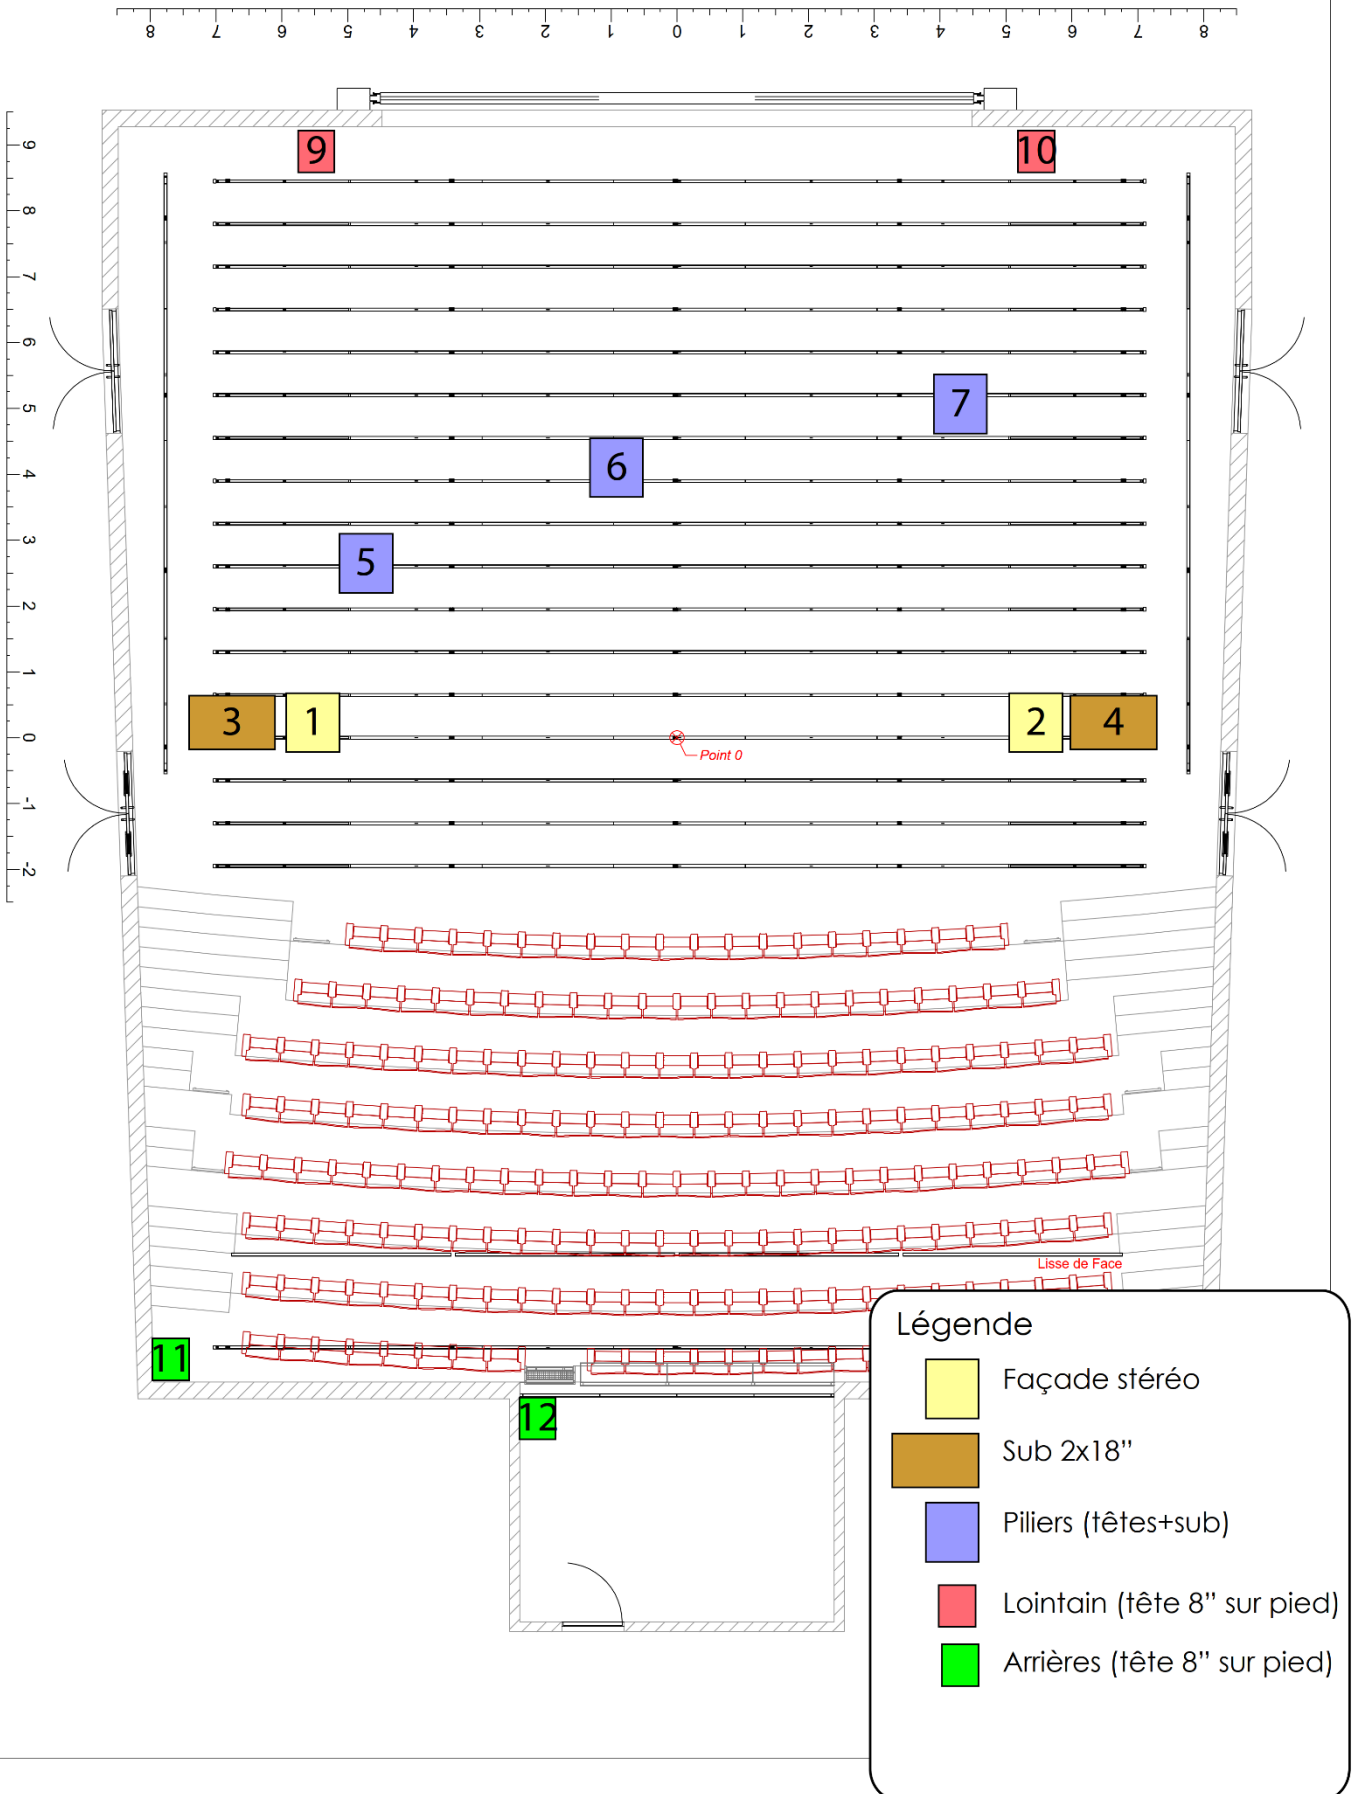 8 7 6 5 4 3 2 1 0 1 2 3 4 5 6 7 8
9
8
7
6
5
4
3
2
1
0
-1
-2
9 10
7
6
5
3 1 2 4
Point 0
Lisse de Face
11
12
Légende
Façade stéréo
Sub 2x18”
Piliers (têtes+sub)
Lointain (tête 8” sur pied)
Arrières (tête 8” sur pied)